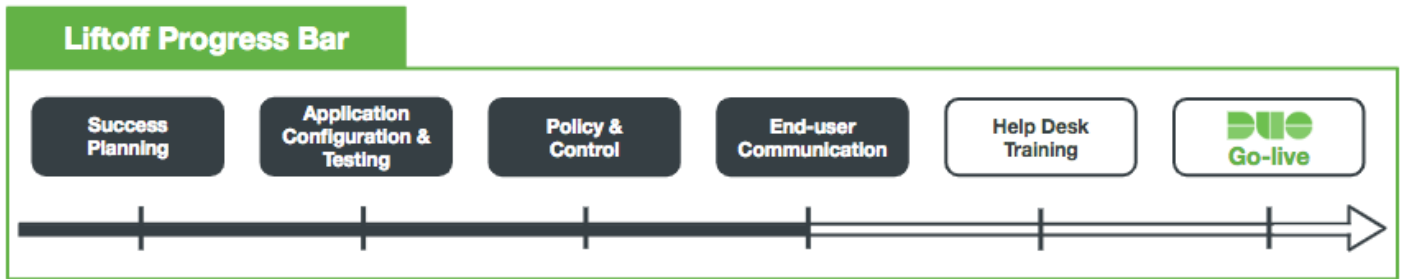 Liftoff Progress Bar
Success
Planning
Application
Configuration &
Testing
Policy &
Control
End-user
Communication
Help Desk
Training
DUO
Go-live